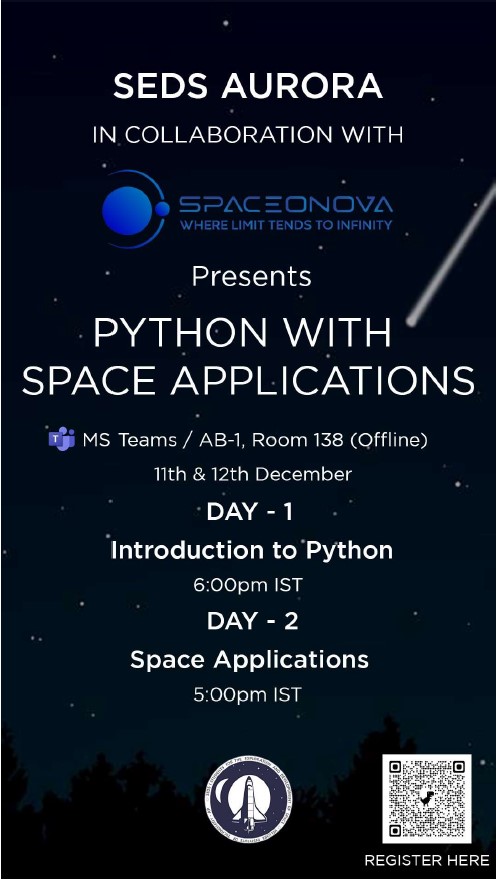 SEDS AURORA
IN COLLABORATION WITH
SPACEONOVA
WHERE LIMIT TENDS TO INFINITY
Presents
PYTHON WITH
SPACE APPLICATIONS
MS Teams / AB-1, Room 138 (Offline)
11th & 12th December
DAY - 1
Introduction to Python
6:00pm IST
DAY - 2
Space Applications
5:00pm IST
REGISTER HERE